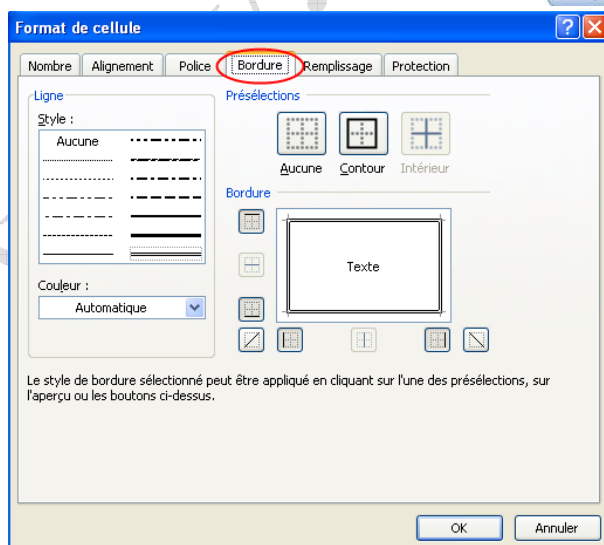 Format de cellule
Nombre Alignement Police Bordure Remplissage Protection
Ligne
Style :
Aucune
Couleur :
Automatique
Présélections
Aucune Contour Intérieur
Bordure
Texte
Le style de bordure sélectionné peut être appliqué en cliquant sur l'une des présélections, sur
l'aperçu ou les boutons ci-dessus.
OK Annuler